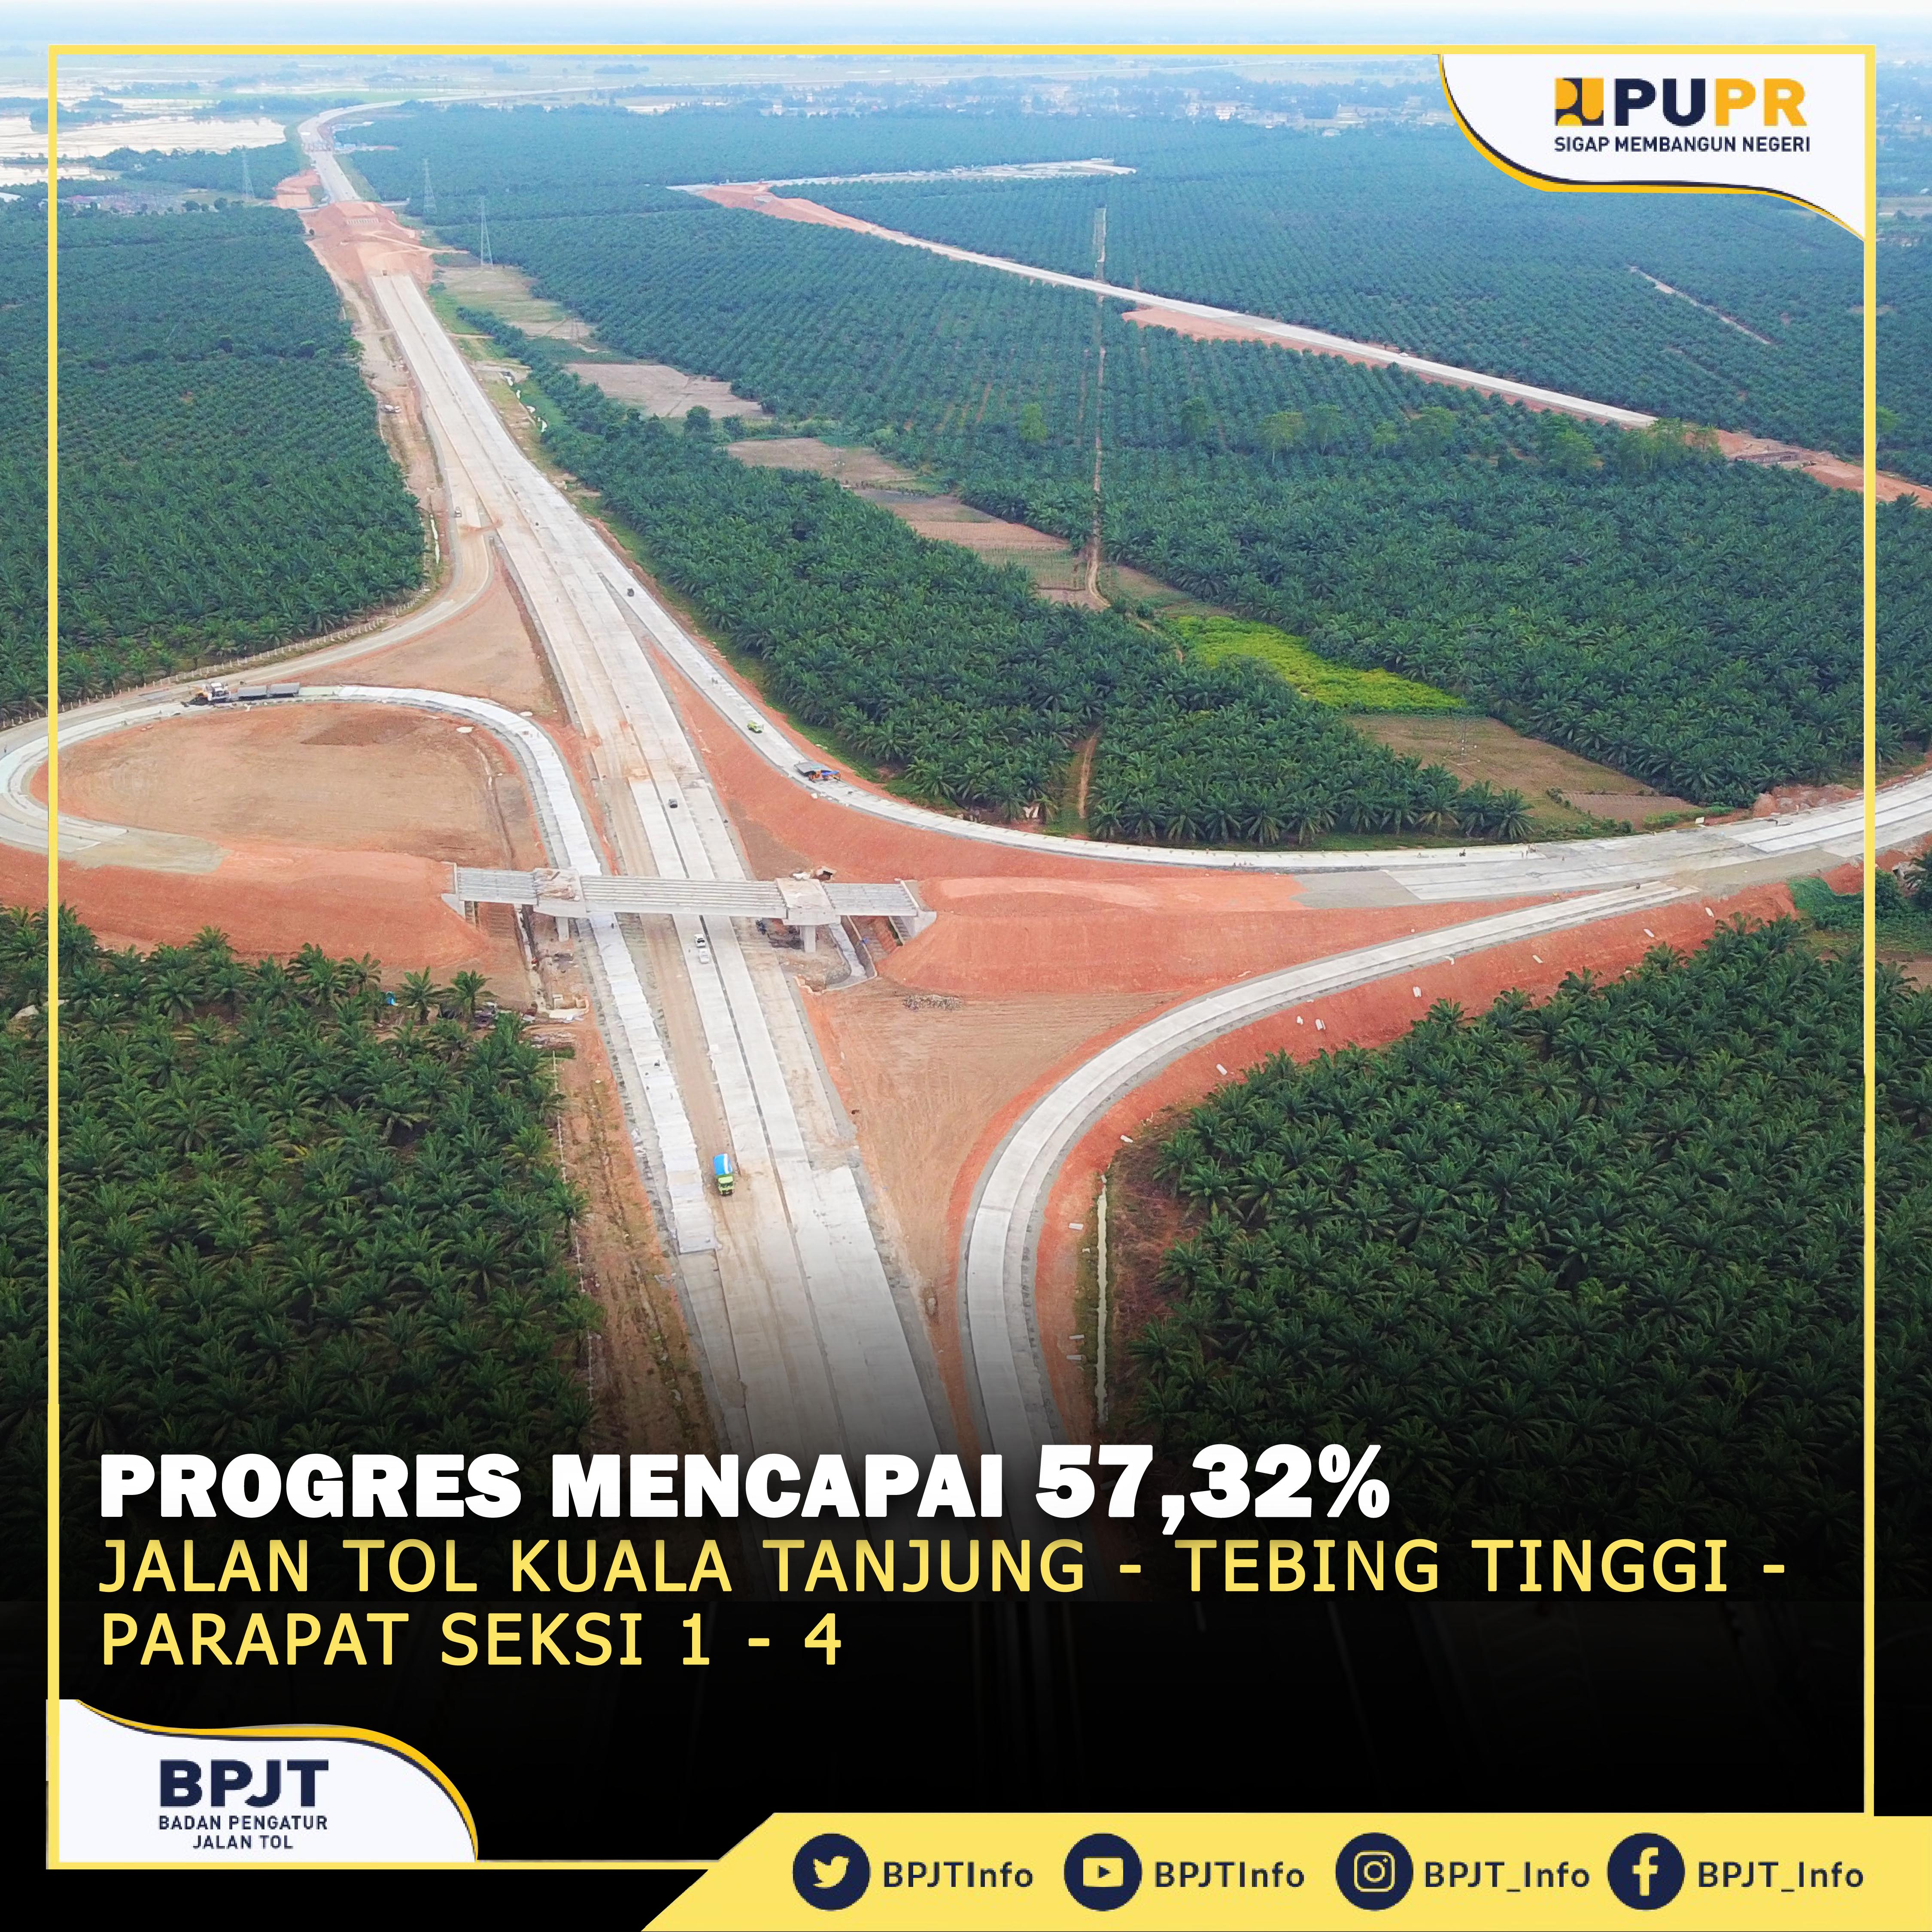 PUPR
SIGAP MEMBANGUN NEGERI
PROGRES MENCAPAI 57,32%
JALAN TOL KUALA TANJUNG - TEBING TINGGI -
PARAPAT SEKSI 1 - 4
BPJT
BADAN PENGATUR
JALAN TOL
BPJTInfo BPJTInfo BPJT_Info BPJT_Info